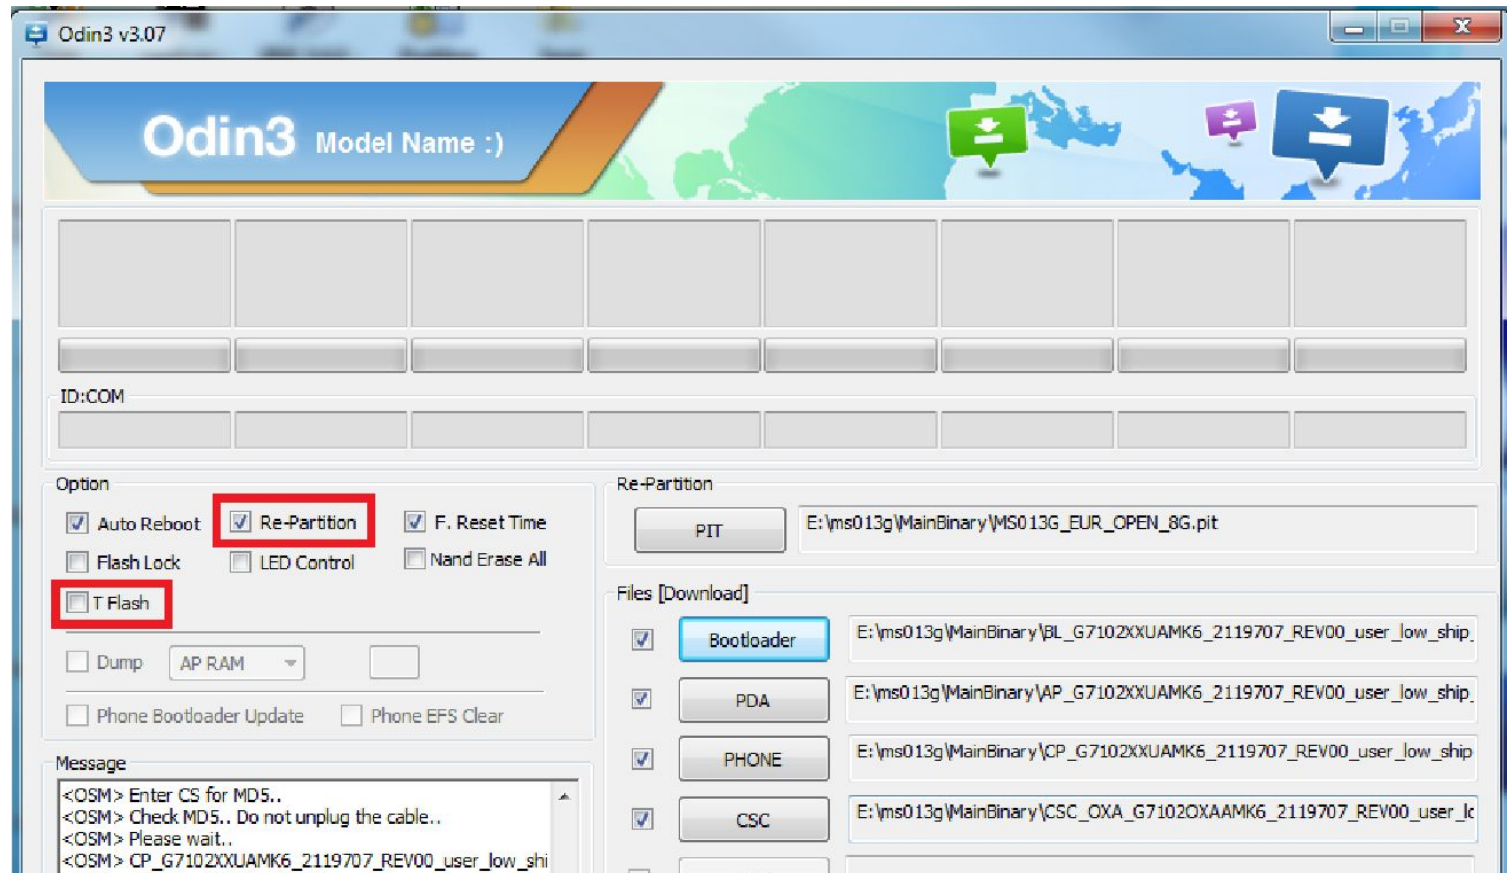 Odin3 v3.07
Odin3 Model Name :)
ID:COM
Option
Auto Reboot Re-Partition F. Reset Time
Flash Lock LED Control Nand Erase All
T Flash
Dump AP RAM
Phone Bootloader Update Phone EFS Clear
Message
<OSM> Enter CS for MD5..
<OSM> Check MD5.. Do not unplug the cable..
<OSM> Please wait..
<OSM> CP_G7102XXUAMK6_2119707_REV00_user_low_shi
Re-Partition
PIT E:\ms013g\MainBinary\MS013G_EUR_OPEN_8G.pit
Files [Download]
Bootloader E:\ms013g\MainBinary\BL_G7102XXUAMK6_2119707_REV00_user_low_ship_
PDA E:\ms013g\MainBinary\AP_G7102XXUAMK6_2119707_REV00_user_low_ship_
PHONE E:\ms013g\MainBinary\CP_G7102XXUAMK6_2119707_REV00_user_low_ship
CSC E:\ms013g\MainBinary\CSC_OXA_G7102OXAAMK6_2119707_REV00_user_lo